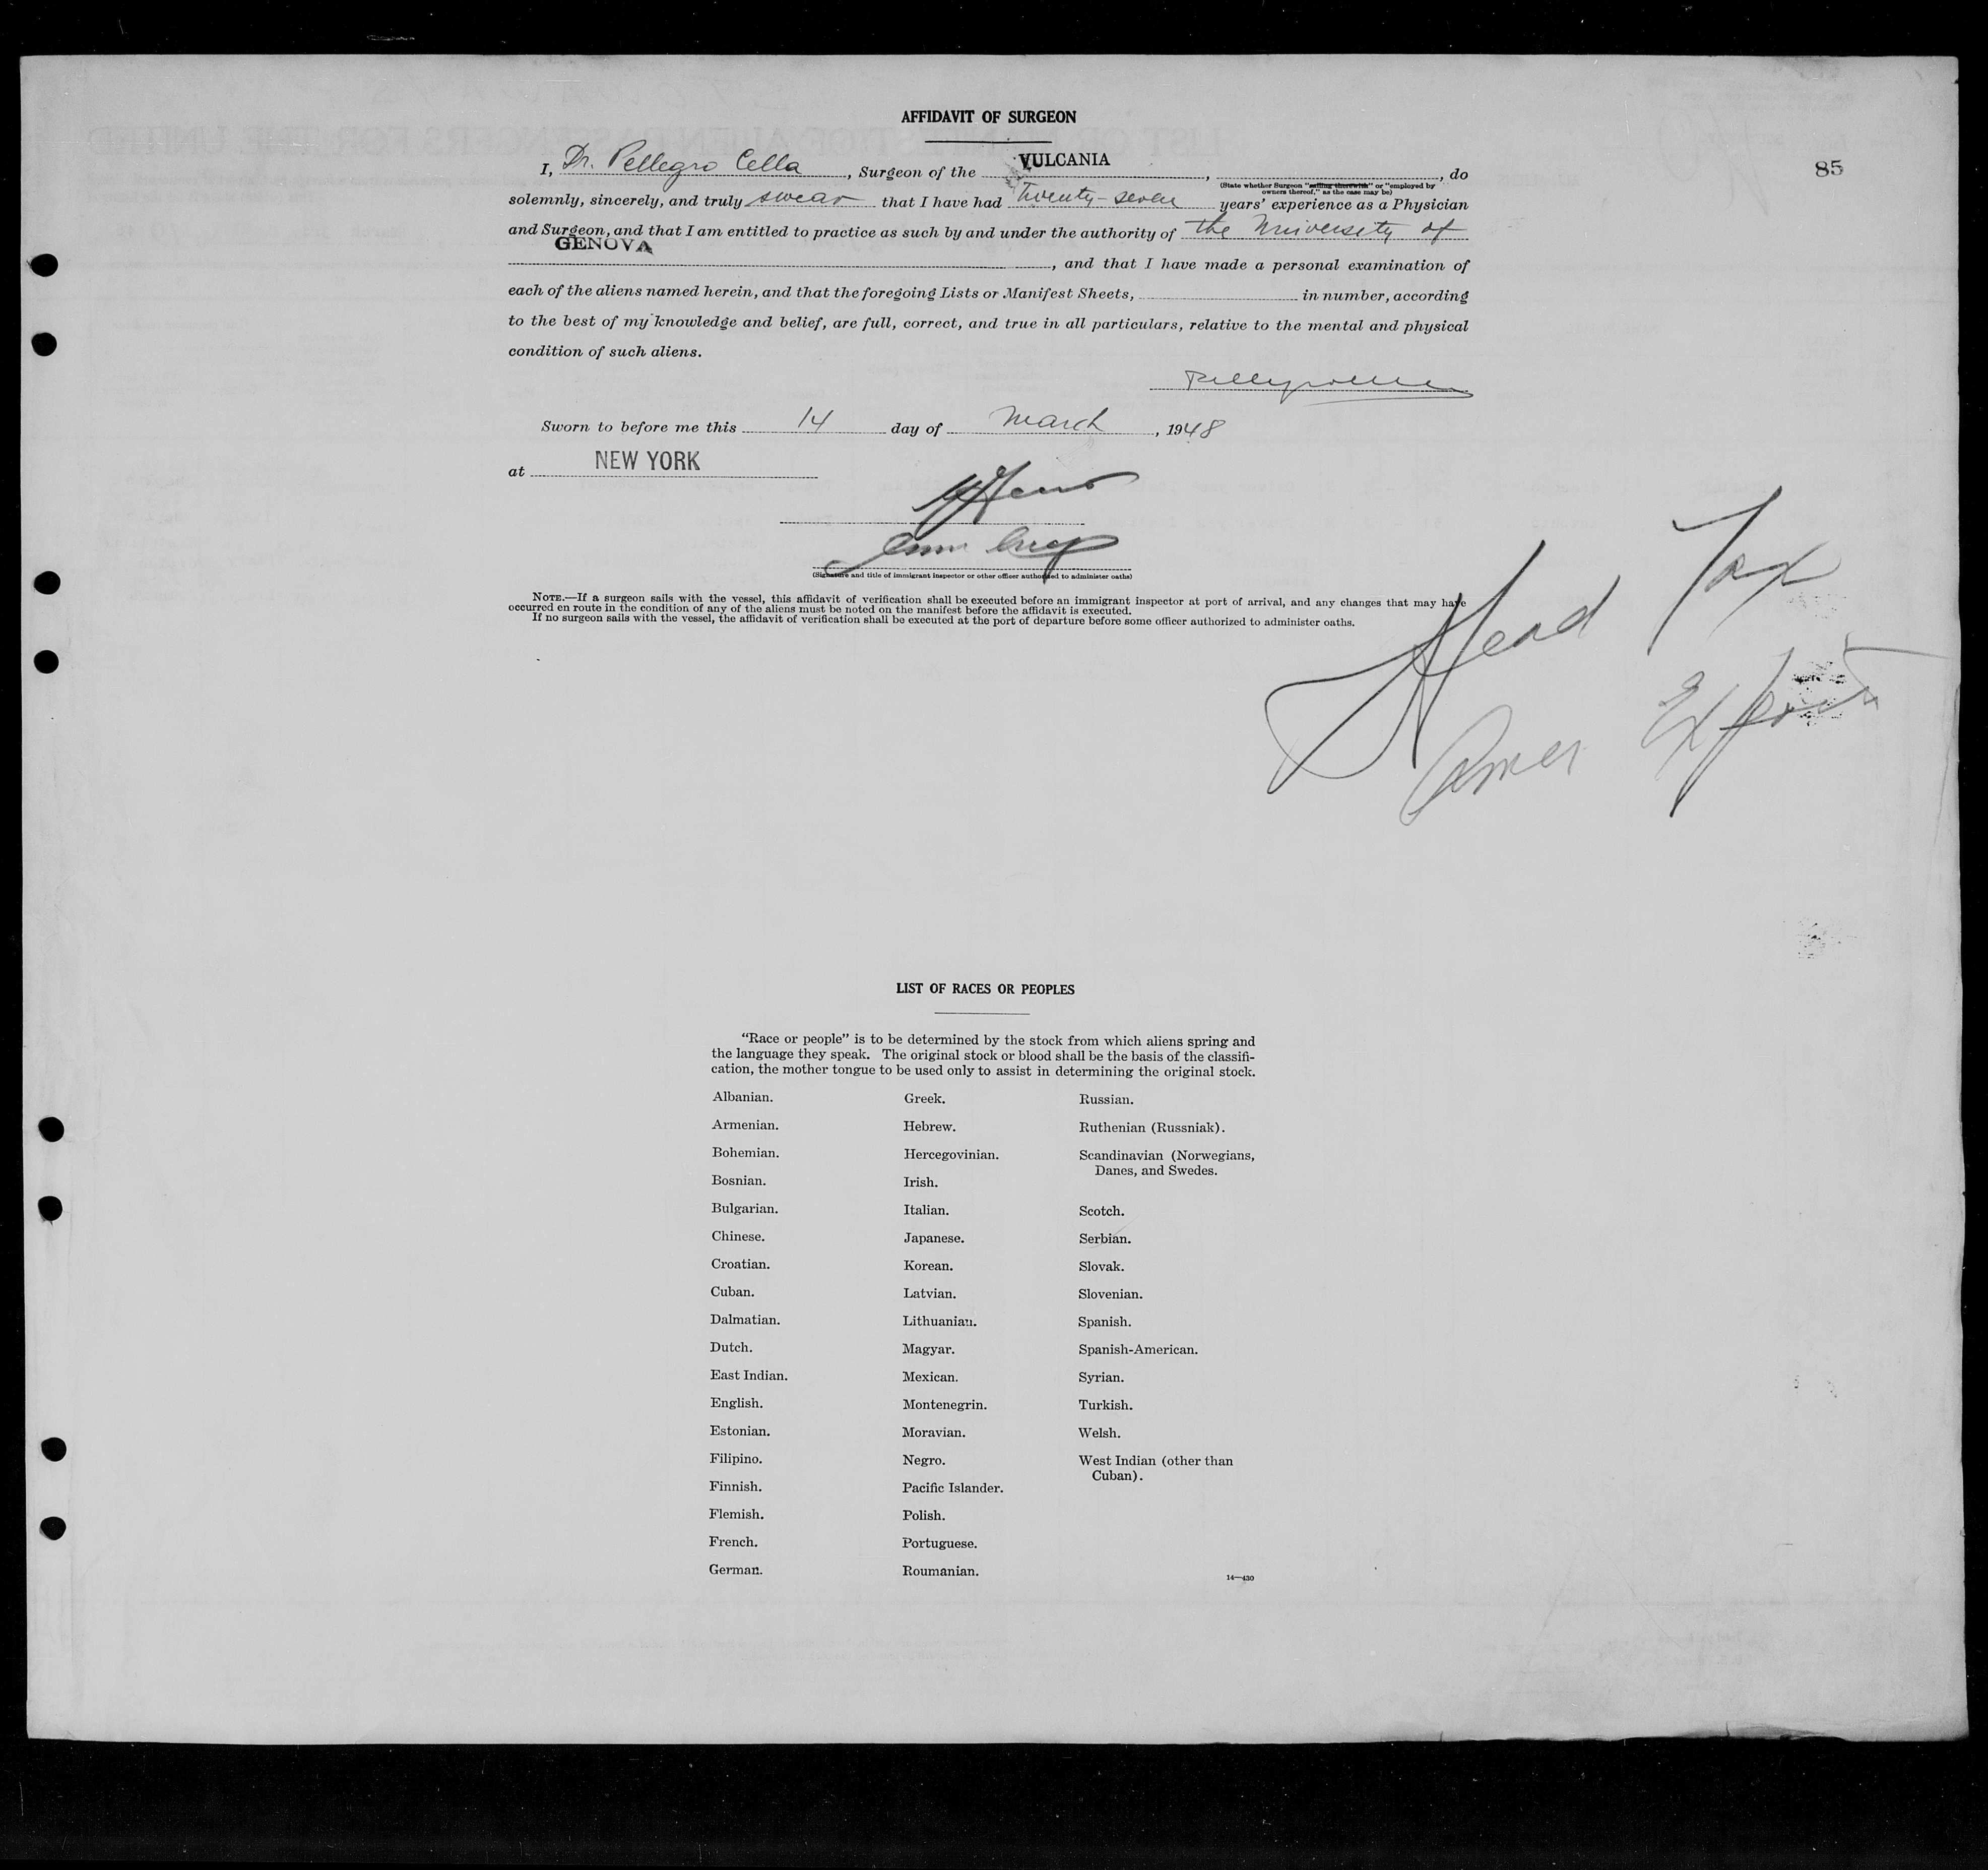 AFFIDAVIT OF SURGEON
85
I, Dr. Pellegro Cella, Surgeon of the VULCANIA, , do
(State whether Surgeon "sailing therewith" or "employed by
owners thereof," as the case may be)
solemnly, sincerely, and truly swear that I have had twenty-seven years' experience as a Physician
and Surgeon, and that I am entitled to practice as such by and under the authority of the University of
GENOVA, and that I have made a personal examination of
each of the aliens named herein, and that the foregoing Lists or Manifest Sheets, in number, according
to the best of my knowledge and belief, are full, correct, and true in all particulars, relative to the mental and physical
condition of such aliens.
Sworn to before me this 14 day of March, 1948
at NEW YORK
(Signature and title of immigrant inspector or other officer authorized to administer oaths)
NOTE.—If a surgeon sails with the vessel, this affidavit of verification shall be executed before an immigrant inspector at port of arrival, and any changes that may have
occurred en route in the condition of any of the aliens must be noted on the manifest before the affidavit is executed.
If no surgeon sails with the vessel, the affidavit of verification shall be executed at the port of departure before some officer authorized to administer oaths.
Head Tax
Amer Export
LIST OF RACES OR PEOPLES
"Race or people" is to be determined by the stock from which aliens spring and
the language they speak. The original stock or blood shall be the basis of the classifi-
cation, the mother tongue to be used only to assist in determining the original stock.
Albanian.
Armenian.
Bohemian.
Bosnian.
Bulgarian.
Chinese.
Croatian.
Cuban.
Dalmatian.
Dutch.
East Indian.
English.
Estonian.
Filipino.
Finnish.
Flemish.
French.
German.
Greek.
Hebrew.
Hercegovinian.
Irish.
Italian.
Japanese.
Korean.
Latvian.
Lithuanian.
Magyar.
Mexican.
Montenegrin.
Moravian.
Negro.
Pacific Islander.
Polish.
Portuguese.
Roumanian.
Russian.
Ruthenian (Russniak).
Scandinavian (Norwegians,
Danes, and Swedes.
Scotch.
Serbian.
Slovak.
Slovenian.
Spanish.
Spanish-American.
Syrian.
Turkish.
Welsh.
West Indian (other than
Cuban).
14—430